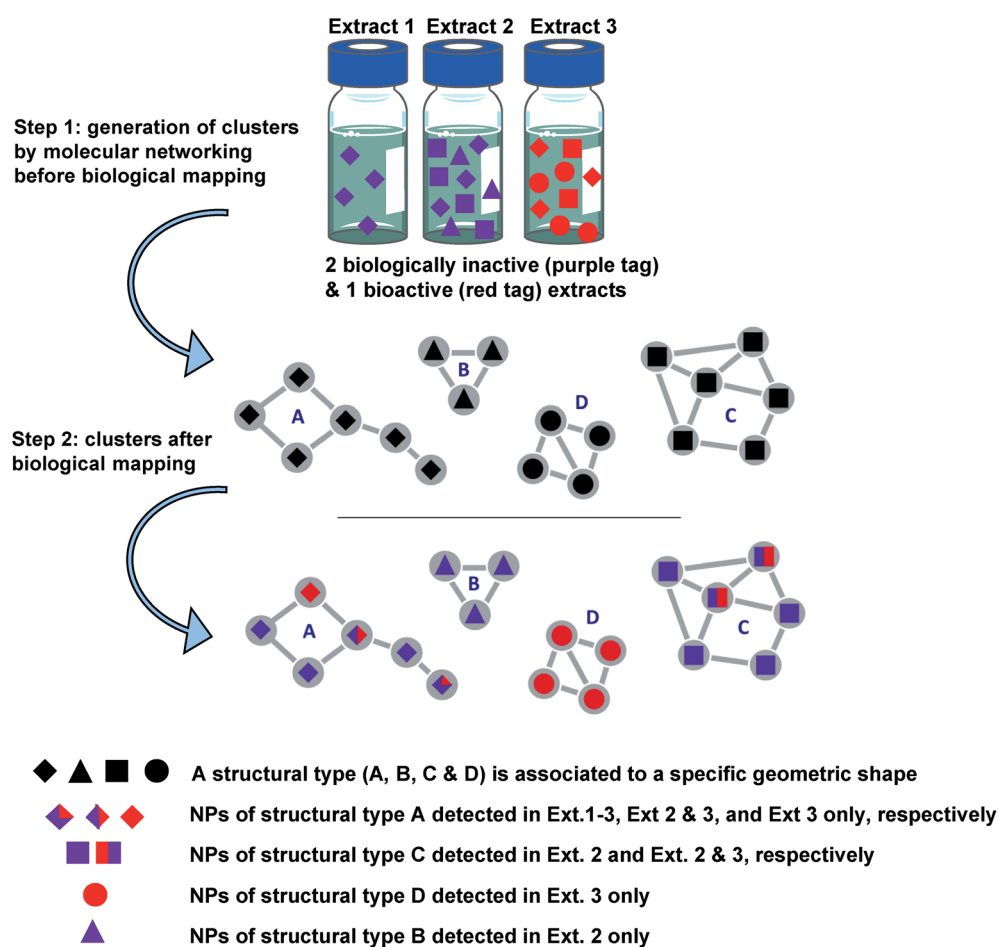 Extract 1 Extract 2 Extract 3
Step 1: generation of clusters
by molecular networking
before biological mapping
2 biologically inactive (purple tag)
& 1 bioactive (red tag) extracts
A
B
D
C
Step 2: clusters after
biological mapping
A
B
D
C
A structural type (A, B, C & D) is associated to a specific geometric shape
NPs of structural type A detected in Ext.1-3, Ext 2 & 3, and Ext 3 only, respectively
NPs of structural type C detected in Ext. 2 and Ext. 2 & 3, respectively
NPs of structural type D detected in Ext. 3 only
NPs of structural type B detected in Ext. 2 only